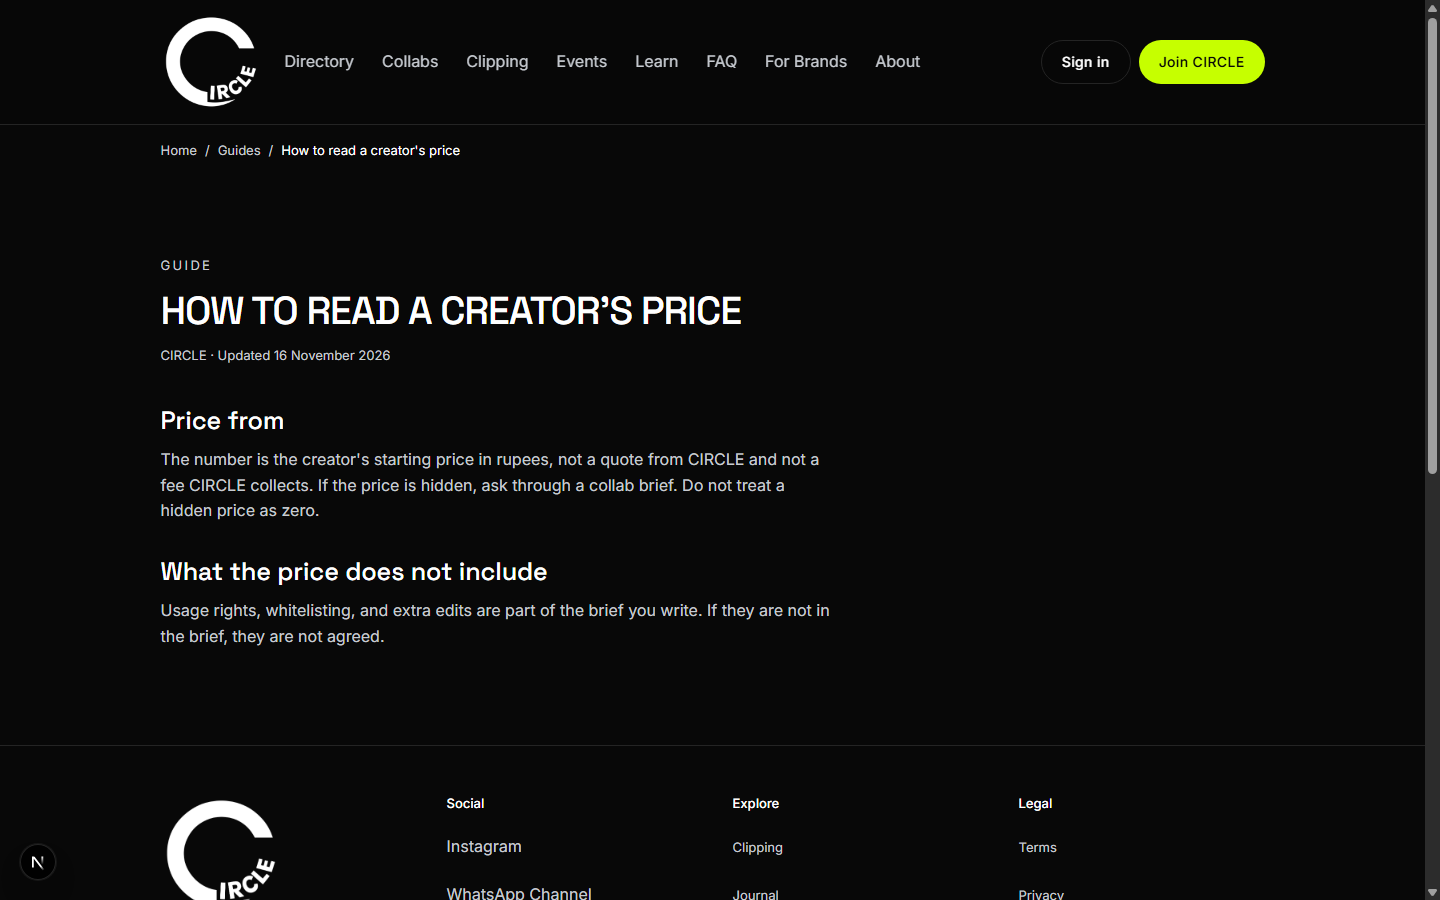 CIRCLE
Directory
Collabs
Clipping
Events
Learn
FAQ
For Brands
About
Sign in
Join CIRCLE
Home / Guides / How to read a creator's price
GUIDE
HOW TO READ A CREATOR’S PRICE
CIRCLE · Updated 16 November 2026
Price from
The number is the creator's starting price in rupees, not a quote from CIRCLE and not a
fee CIRCLE collects. If the price is hidden, ask through a collab brief. Do not treat a
hidden price as zero.
What the price does not include
Usage rights, whitelisting, and extra edits are part of the brief you write. If they are not in
the brief, they are not agreed.
CIRCLE
Social
Instagram
WhatsApp Channel
Explore
Clipping
Journal
Legal
Terms
Privacy
N